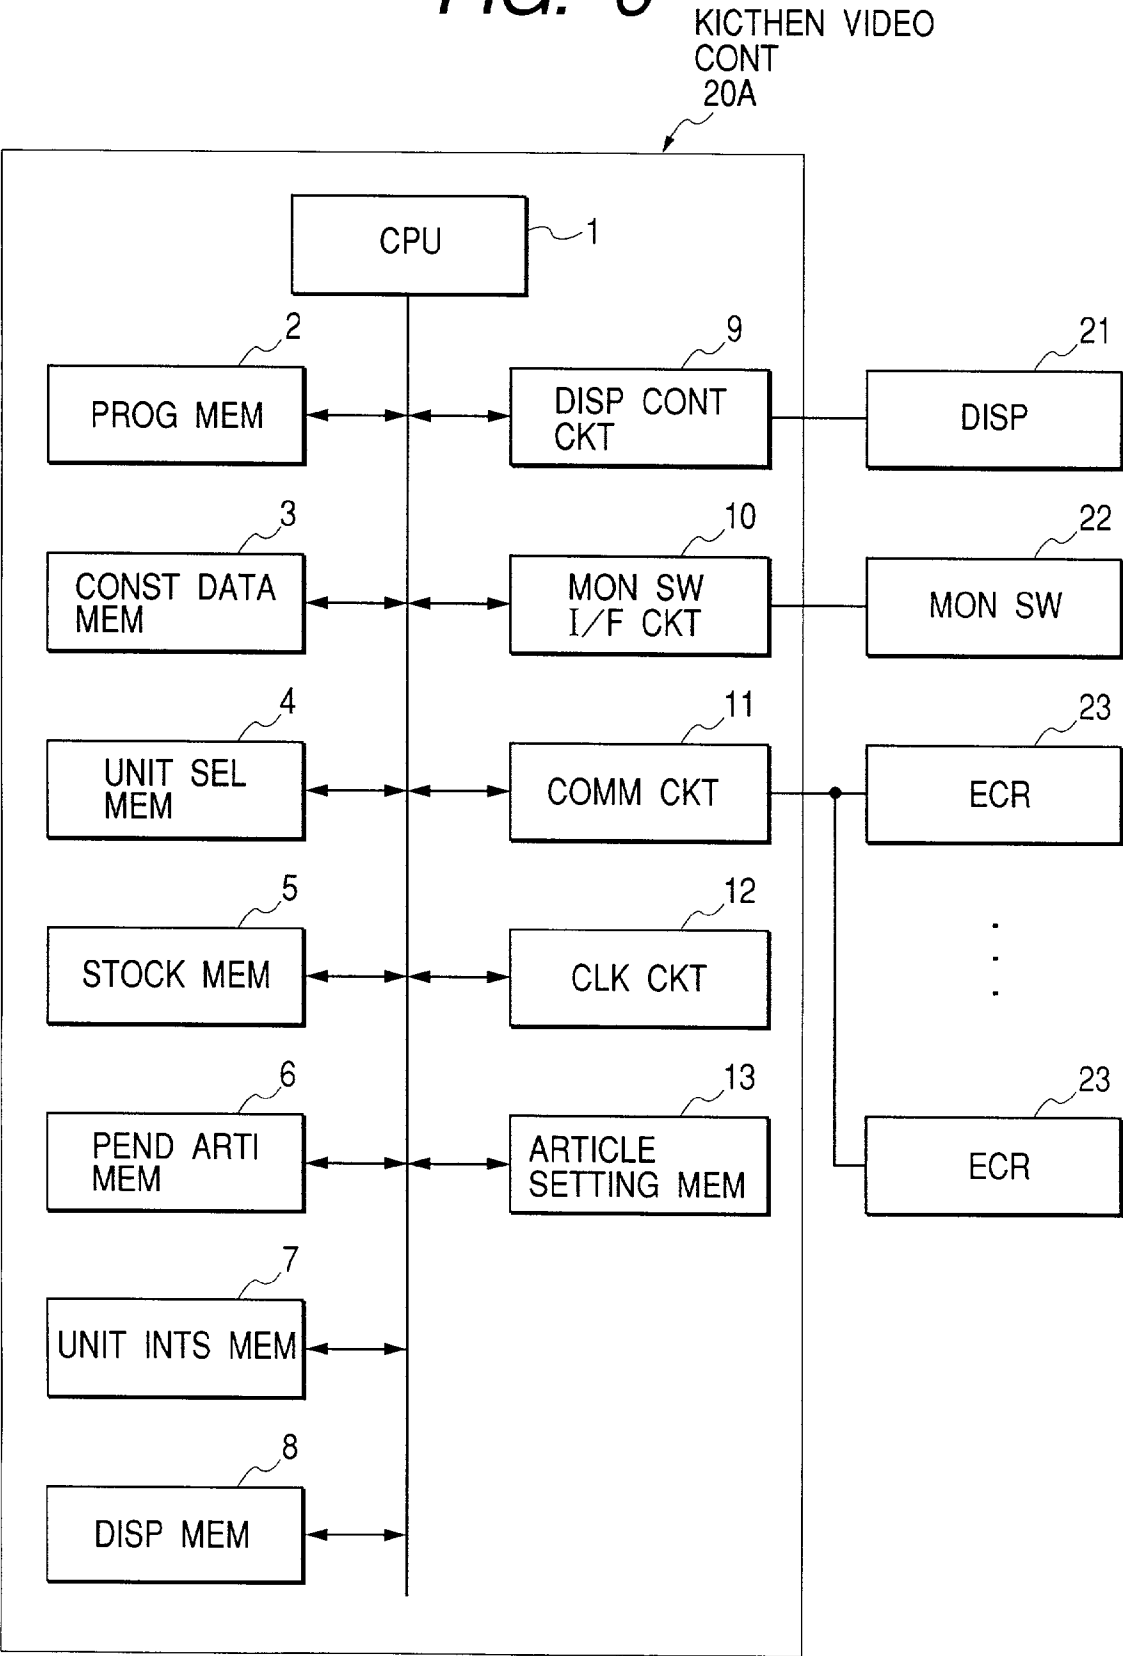 FIG.
KICTHEN VIDEO
CONT
20A
CPU
1
2
PROG MEM
9
DISP CONT
CKT
21
DISP
3
CONST DATA
MEM
10
MON SW
I/F CKT
22
MON SW
4
UNIT SEL
MEM
11
COMM CKT
23
ECR
5
STOCK MEM
12
CLK CKT
6
PEND ARTI
MEM
13
ARTICLE
SETTING MEM
23
ECR
7
UNIT INTS MEM
8
DISP MEM